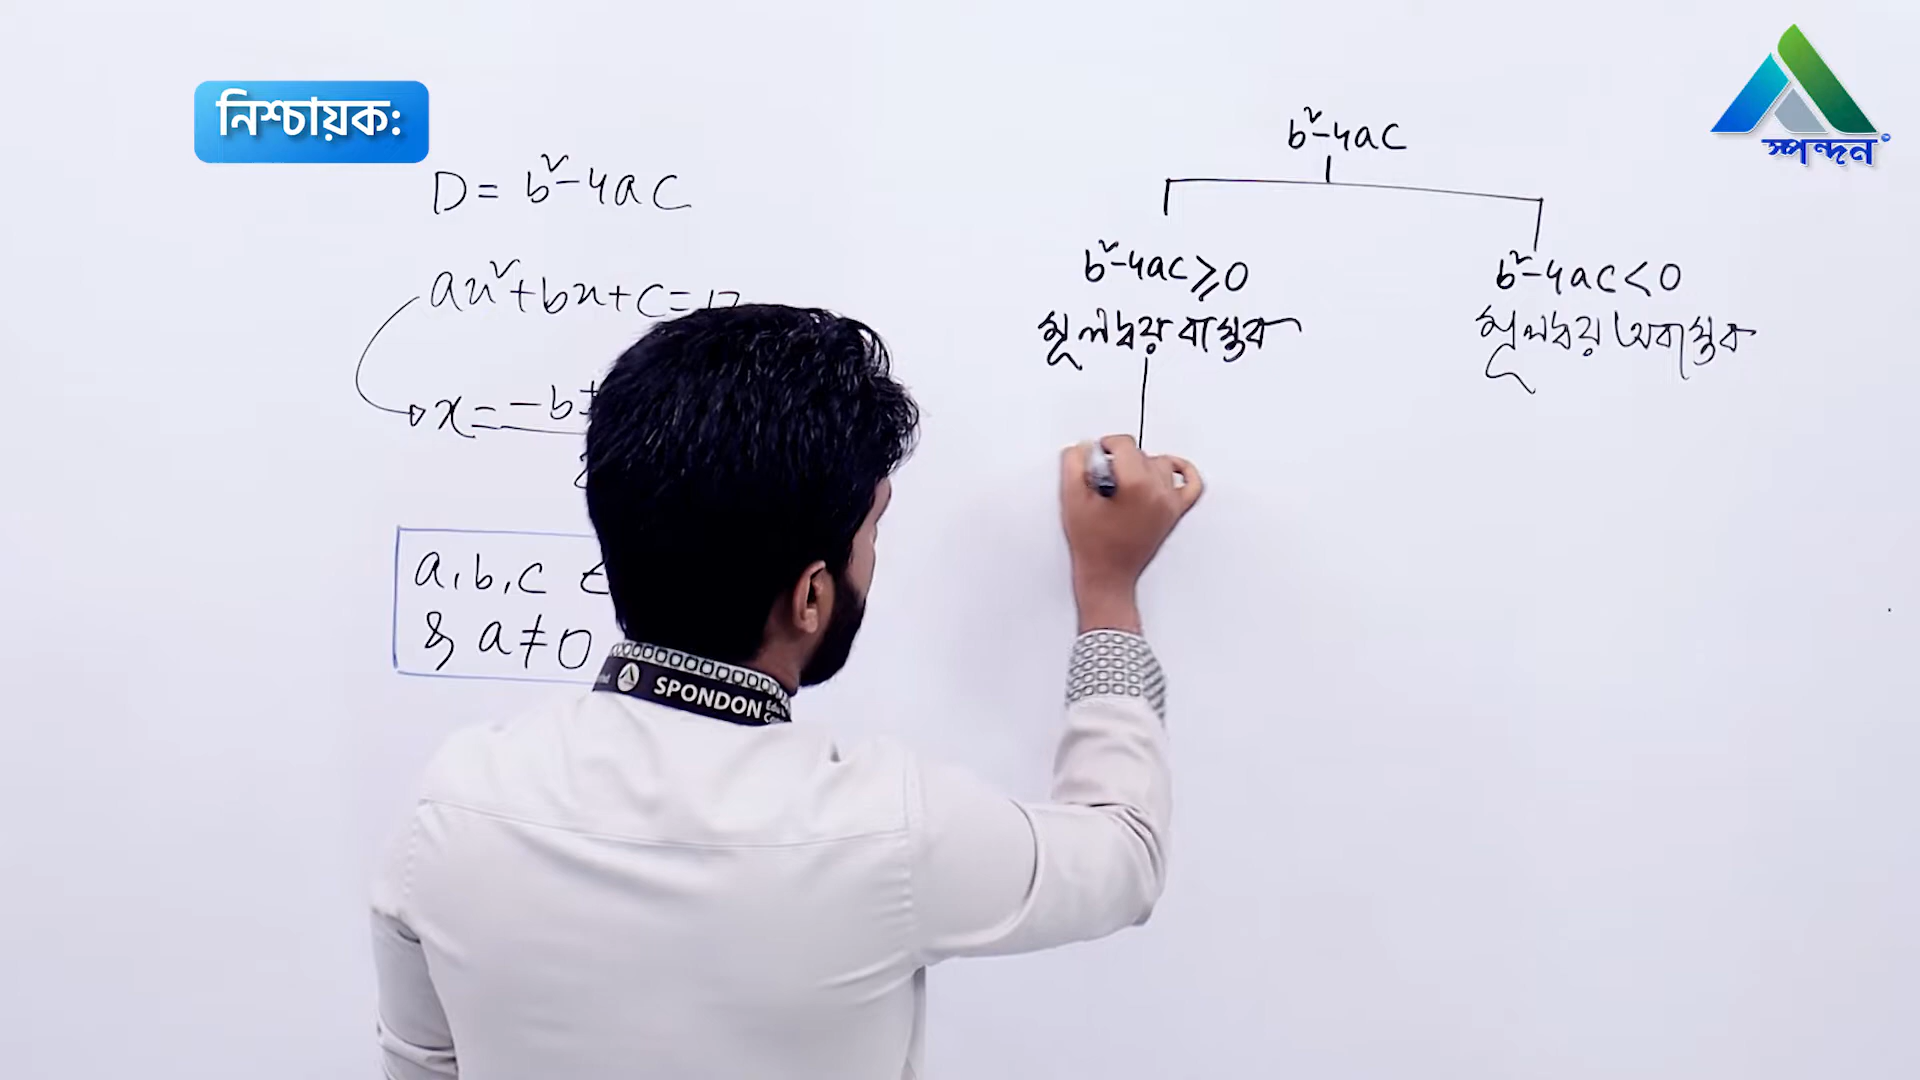 নিশ্চায়ক:
D = b²-4ac
ax²+bx+c=
x = -b±
a,b,c ∈
& a≠0
b²-4ac
b²-4ac≥0
মূলদ্বয় বাস্তব
b²-4ac<0
মূলদ্বয় অবাস্তব
স্পন্দন
SPONDON